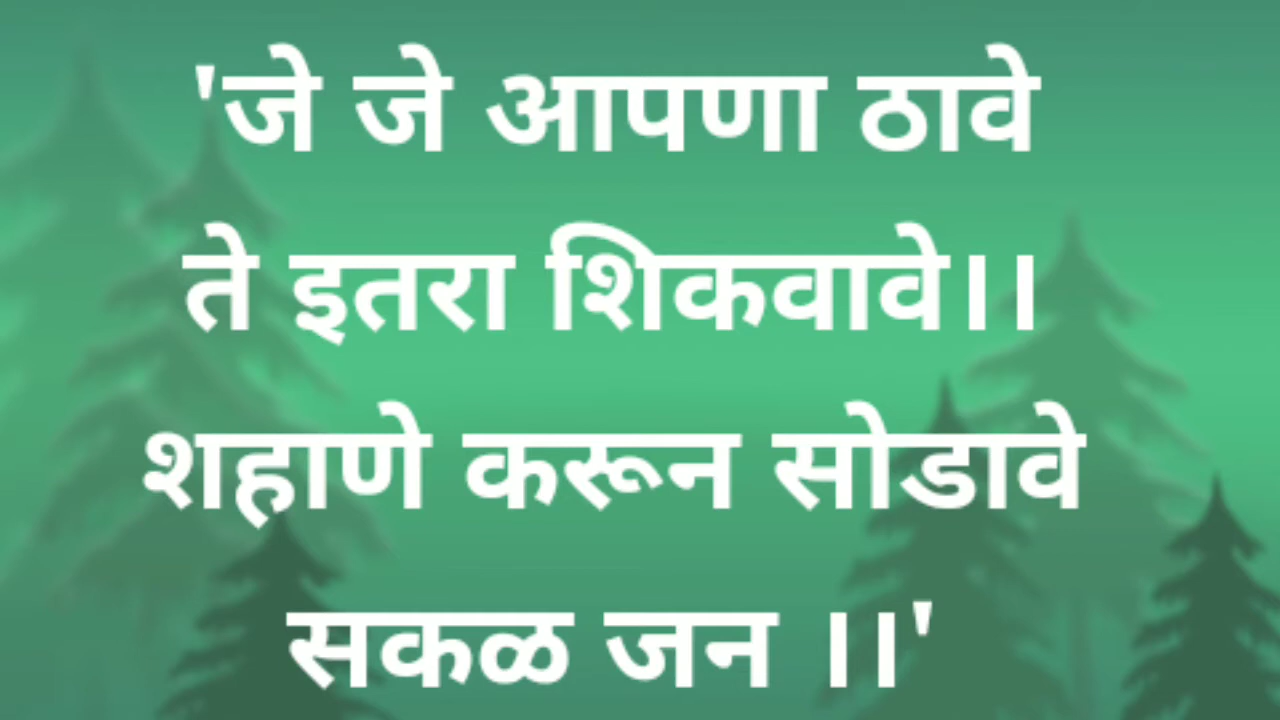 'जे जे आपणा ठावे
ते इतरा शिकवावे।।
शहाणे करून सोडावे
सकळ जन ।।'